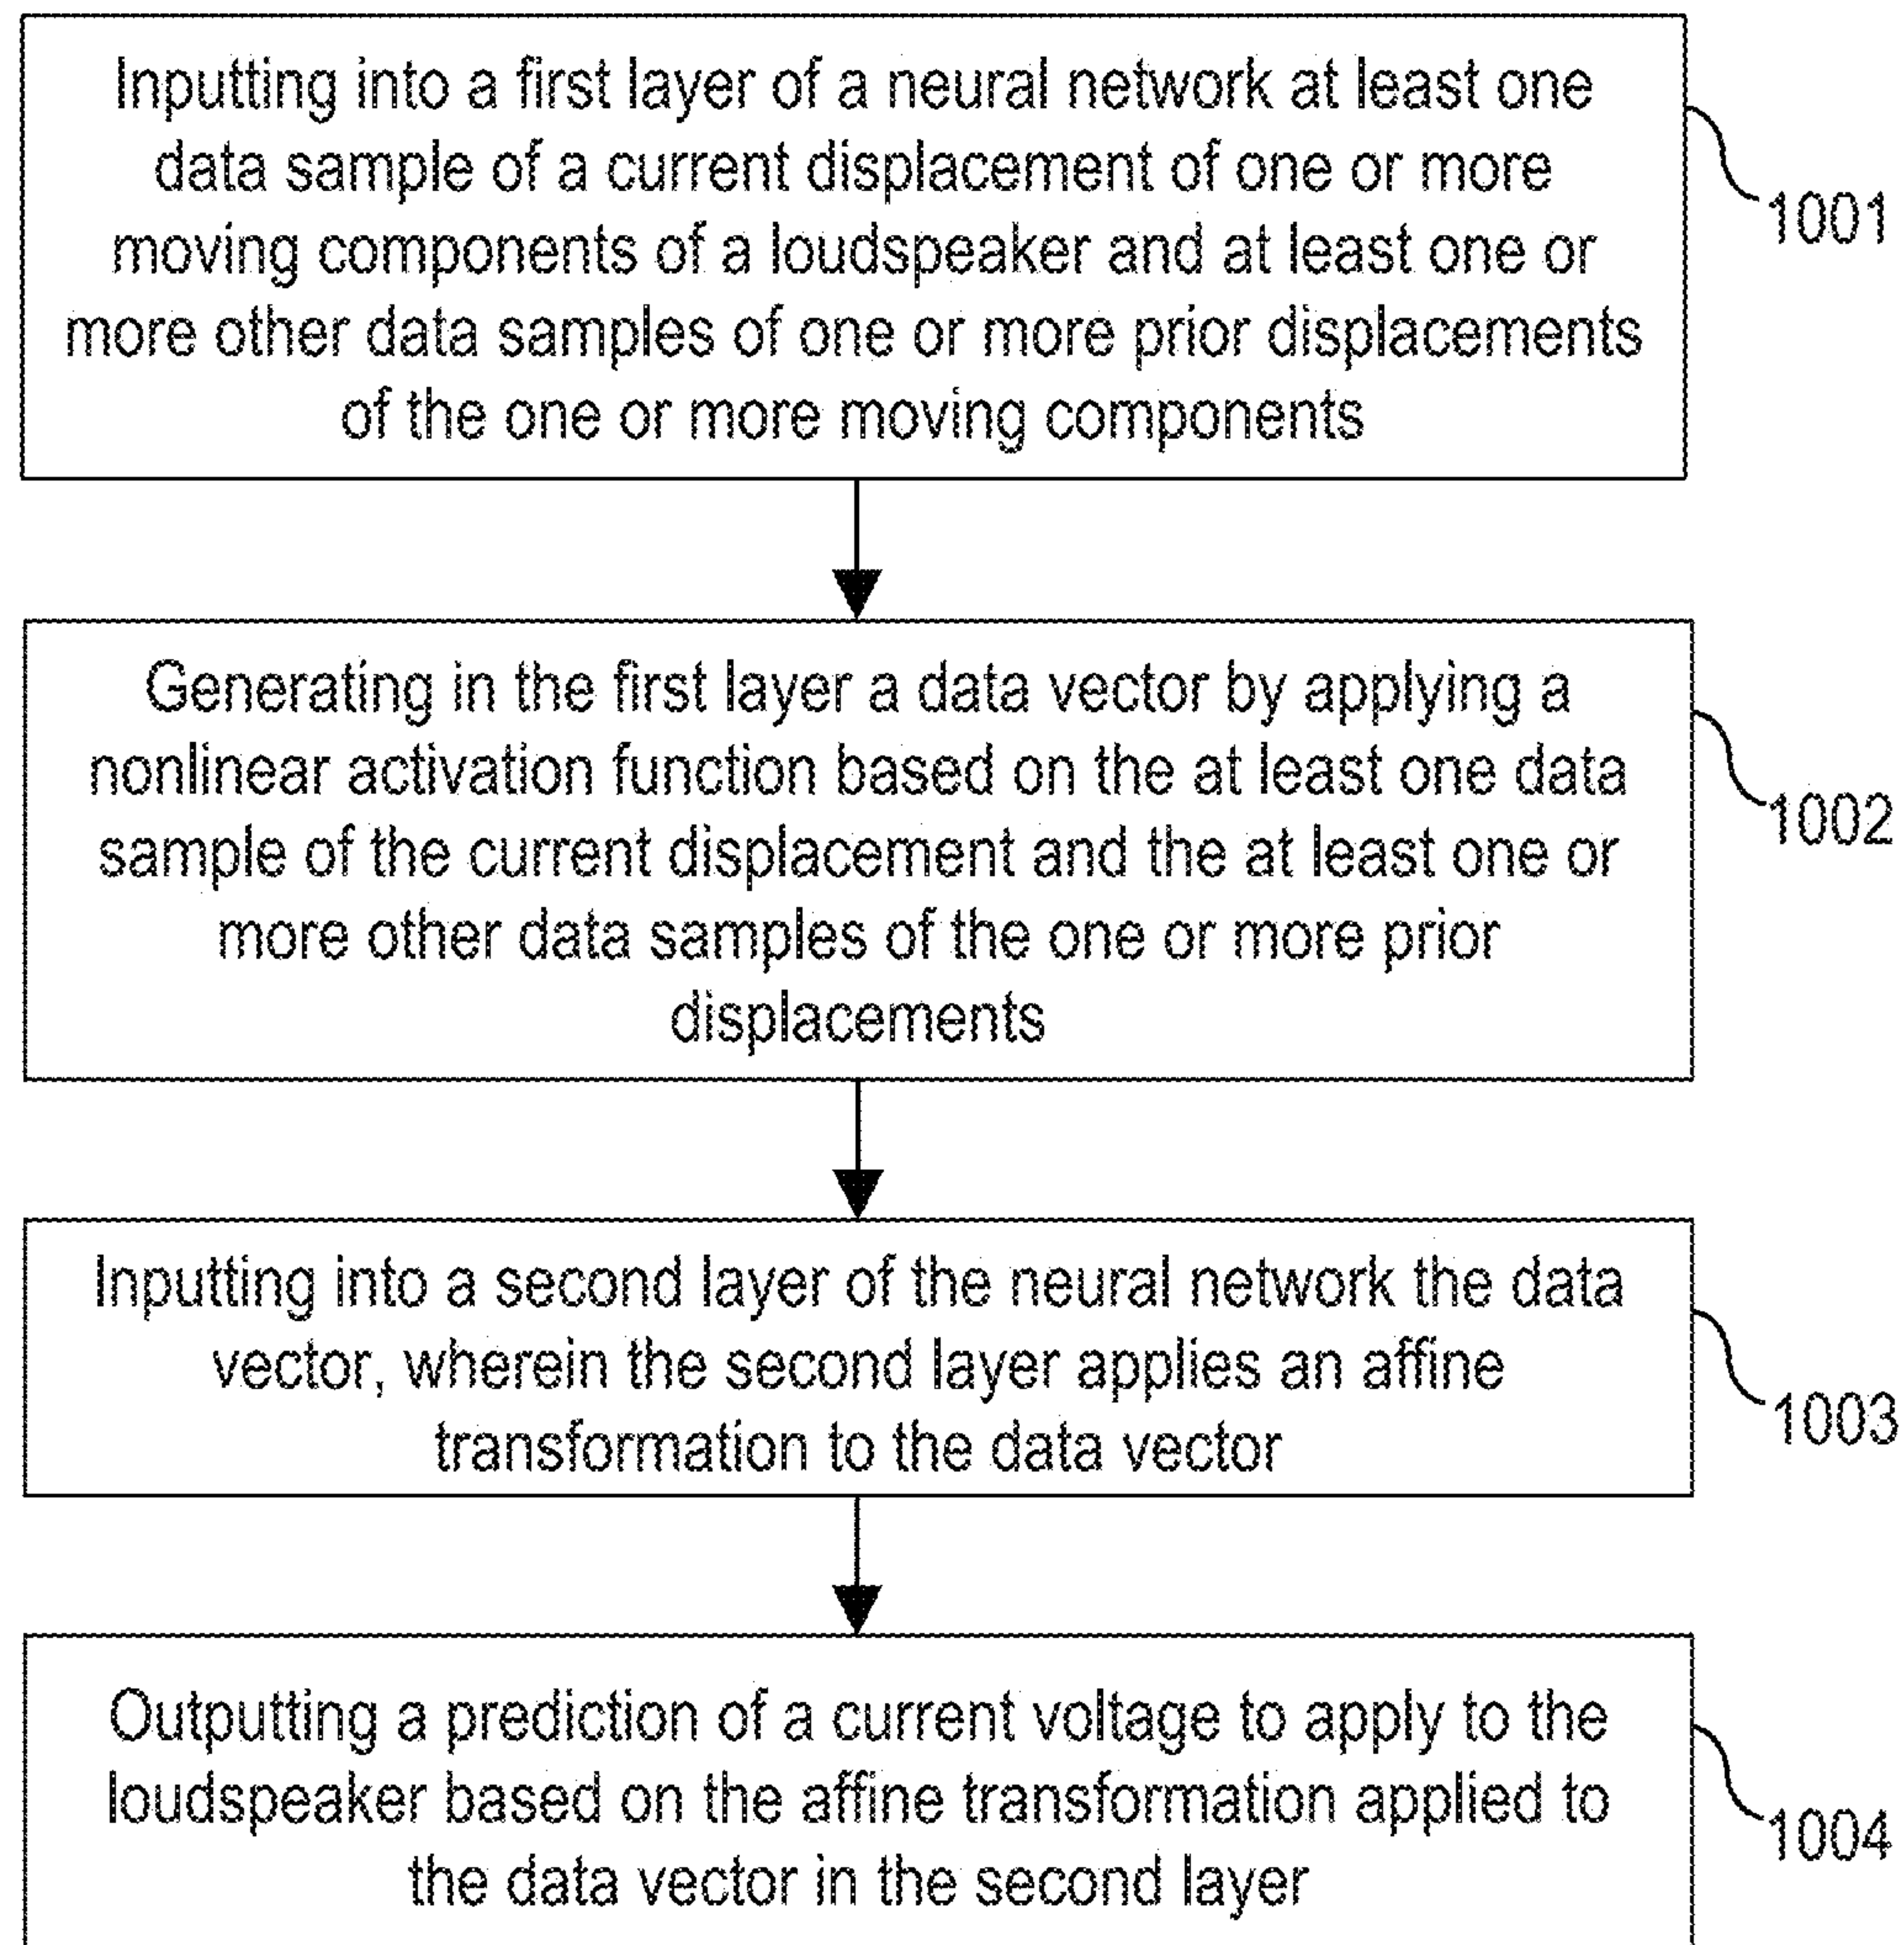 Inputting into a first layer of a neural network at least one
data sample of a current displacement of one or more
moving components of a loudspeaker and at least one or
more other data samples of one or more prior displacements
of the one or more moving components
1001
Generating in the first layer a data vector by applying a
nonlinear activation function based on the at least one data
sample of the current displacement and the at least one or
more other data samples of the one or more prior
displacements
1002
Inputting into a second layer of the neural network the data
vector, wherein the second layer applies an affine
transformation to the data vector
1003
Outputting a prediction of a current voltage to apply to the
loudspeaker based on the affine transformation applied to
the data vector in the second layer
1004